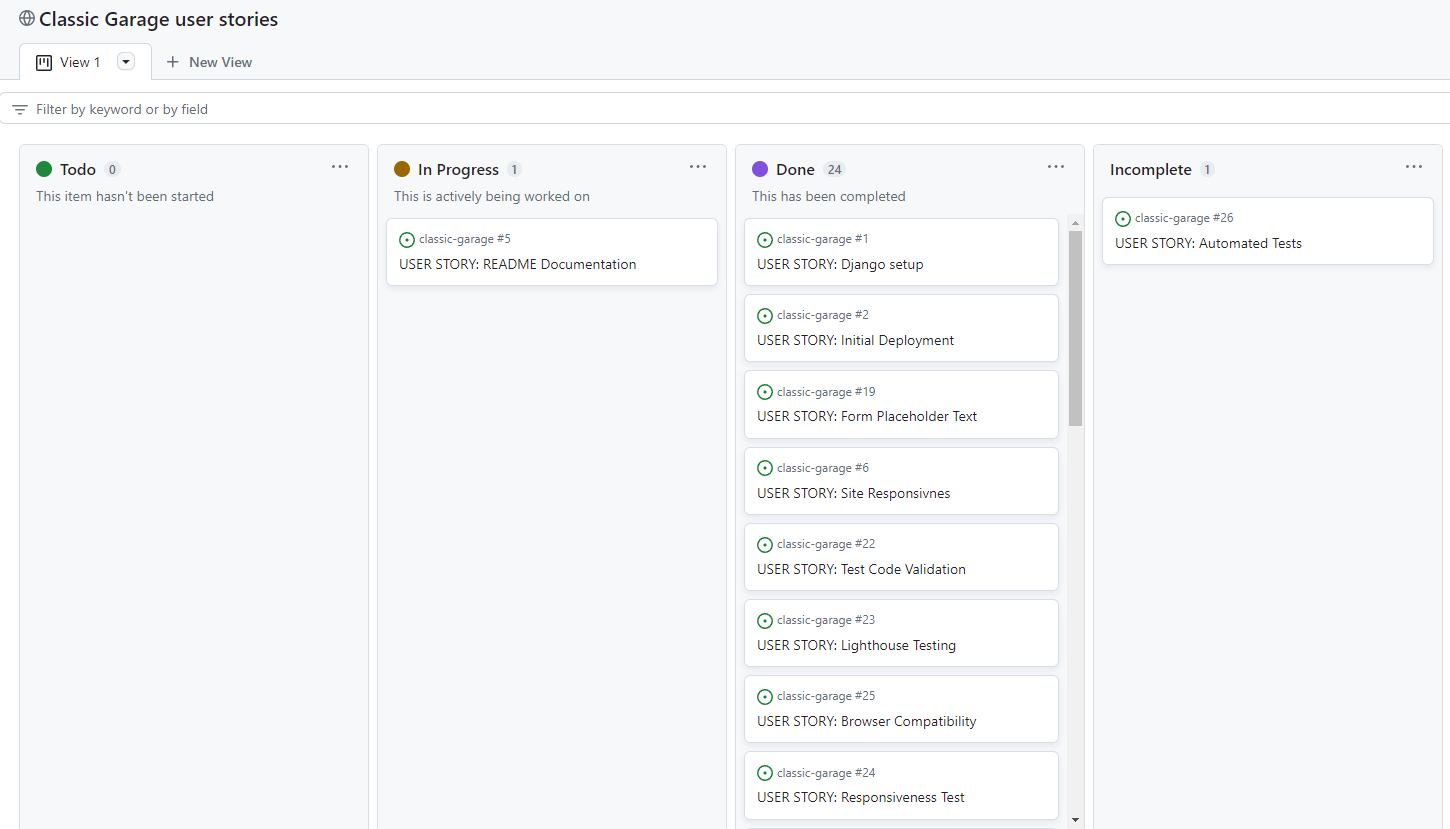 Classic Garage user stories
View 1
New View
Filter by keyword or by field
Todo 0
This item hasn't been started
In Progress 1
This is actively being worked on
classic-garage #5
USER STORY: README Documentation
Done 24
This has been completed
classic-garage #1
USER STORY: Django setup
classic-garage #2
USER STORY: Initial Deployment
classic-garage #19
USER STORY: Form Placeholder Text
classic-garage #6
USER STORY: Site Responsivnes
classic-garage #22
USER STORY: Test Code Validation
classic-garage #23
USER STORY: Lighthouse Testing
classic-garage #25
USER STORY: Browser Compatibility
classic-garage #24
USER STORY: Responsiveness Test
Incomplete 1
classic-garage #26
USER STORY: Automated Tests